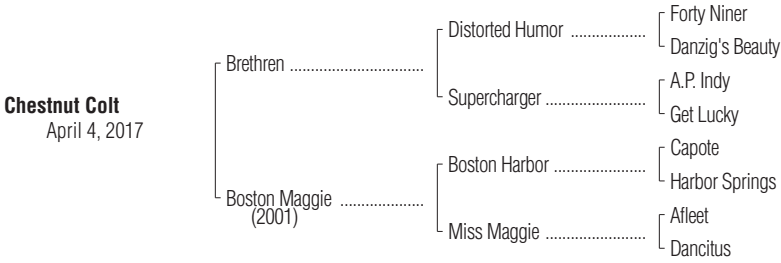 Forty Niner
Distorted Humor ..................
Danzig's Beauty
Brethren ................................
A.P. Indy
Supercharger ........................
Get Lucky
Chestnut Colt
April 4, 2017
Capote
Boston Harbor ......................
Harbor Springs
Boston Maggie ....................
(2001)
Afleet
Miss Maggie ........................
Dancitus